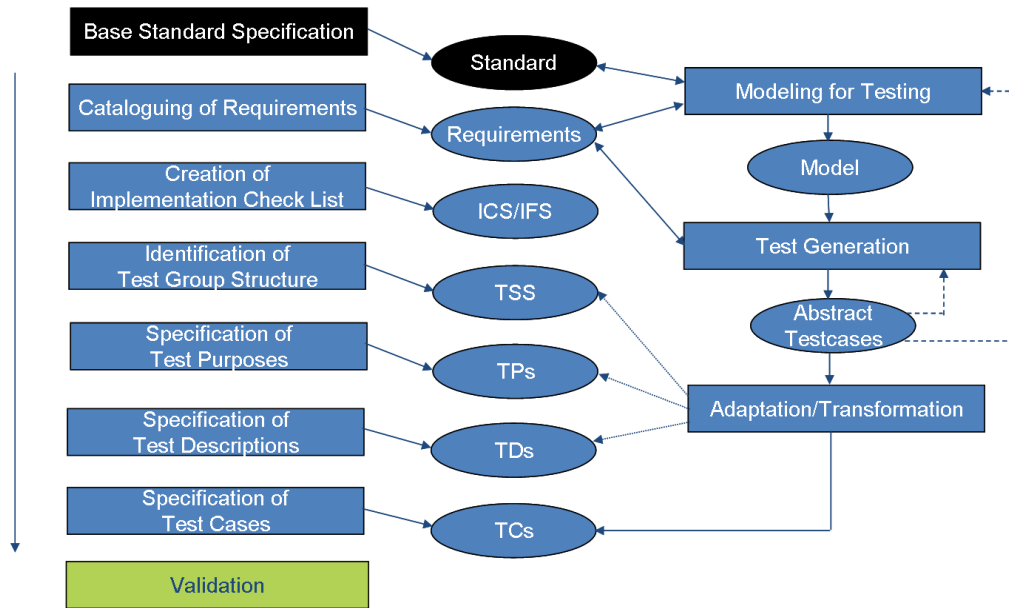 Base Standard Specification
Standard
Modeling for Testing
Cataloguing of Requirements
Requirements
Model
Creation of
Implementation Check List
ICS/IFS
Test Generation
Identification of
Test Group Structure
TSS
Abstract
Testcases
Specification of
Test Purposes
TPs
Adaptation/Transformation
Specification of
Test Descriptions
TDs
Specification of
Test Cases
TCs
Validation